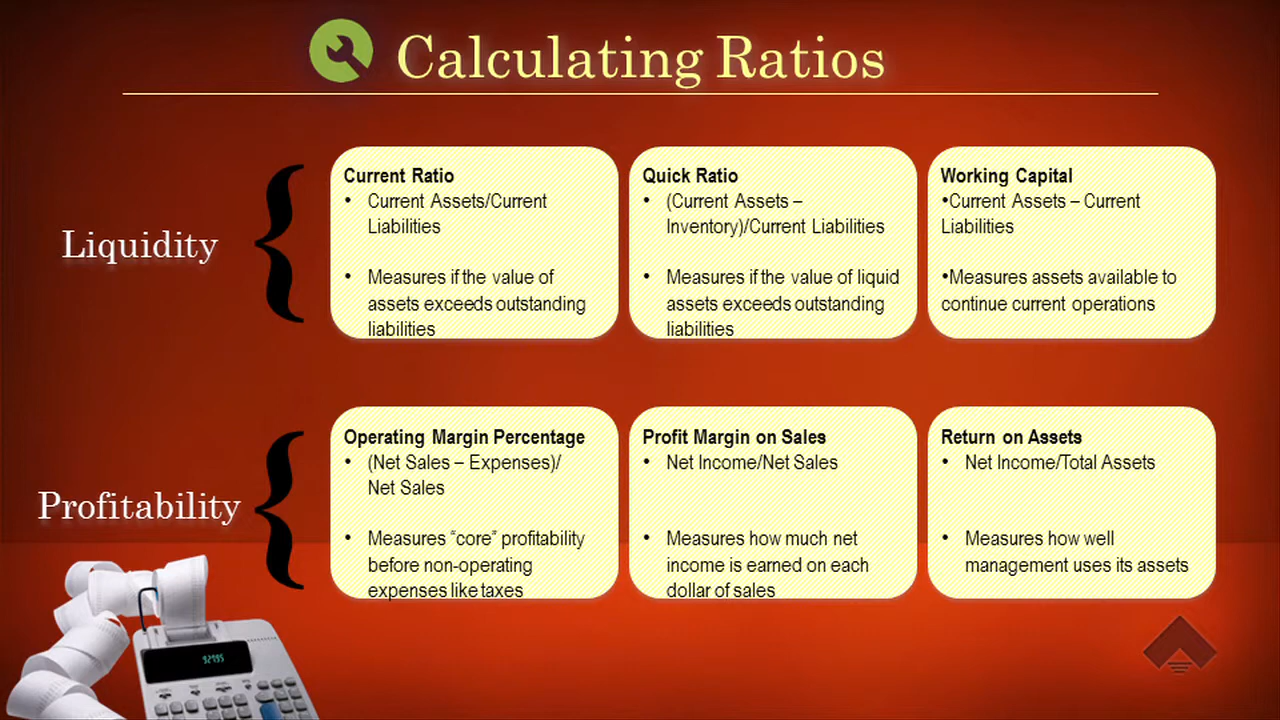 Calculating Ratios
Liquidity
Current Ratio
• Current Assets/Current
Liabilities
• Measures if the value of
assets exceeds outstanding
liabilities
Quick Ratio
• (Current Assets –
Inventory)/Current Liabilities
• Measures if the value of liquid
assets exceeds outstanding
liabilities
Working Capital
•Current Assets – Current
Liabilities
•Measures assets available to
continue current operations
Profitability
Operating Margin Percentage
• (Net Sales – Expenses)/
Net Sales
• Measures “core” profitability
before non-operating
expenses like taxes
Profit Margin on Sales
• Net Income/Net Sales
• Measures how much net
income is earned on each
dollar of sales
Return on Assets
• Net Income/Total Assets
• Measures how well
management uses its assets